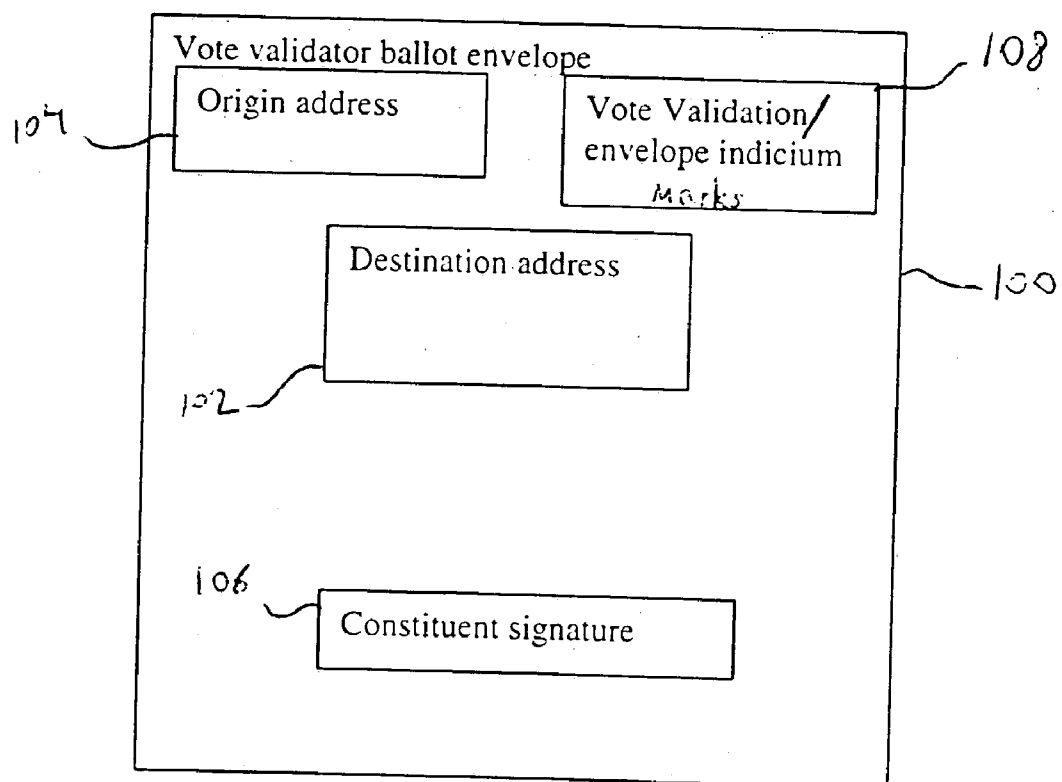 Vote validator ballot envelope
108
Origin address
104
Vote Validation/
envelope indicium
Marks
Destination address
100
102
106
Constituent signature